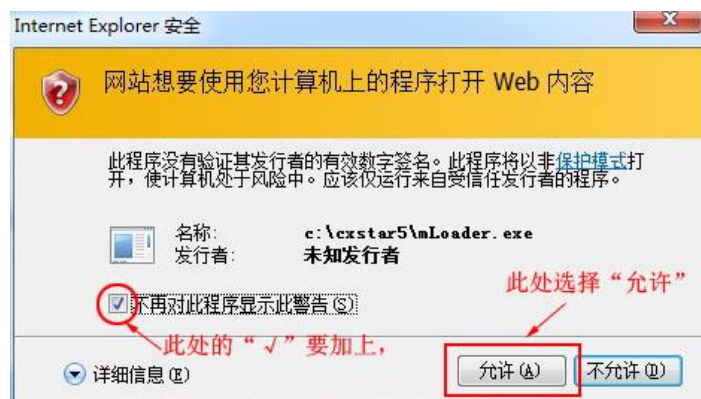 Internet Explorer 安全
网站想要使用您计算机上的程序打开 Web 内容
此程序没有验证其发行者的有效数字签名。此程序将以非保护模式打
开，使计算机处于风险中。应该仅运行来自受信任发行者的程序。
名称: c:\cxstar5\mLoader.exe
发行者: 未知发行者
此处选择“允许”
不再对此程序显示此警告(S)
此处的“√”要加上，
详细信息(E)
允许(A)
不允许(D)